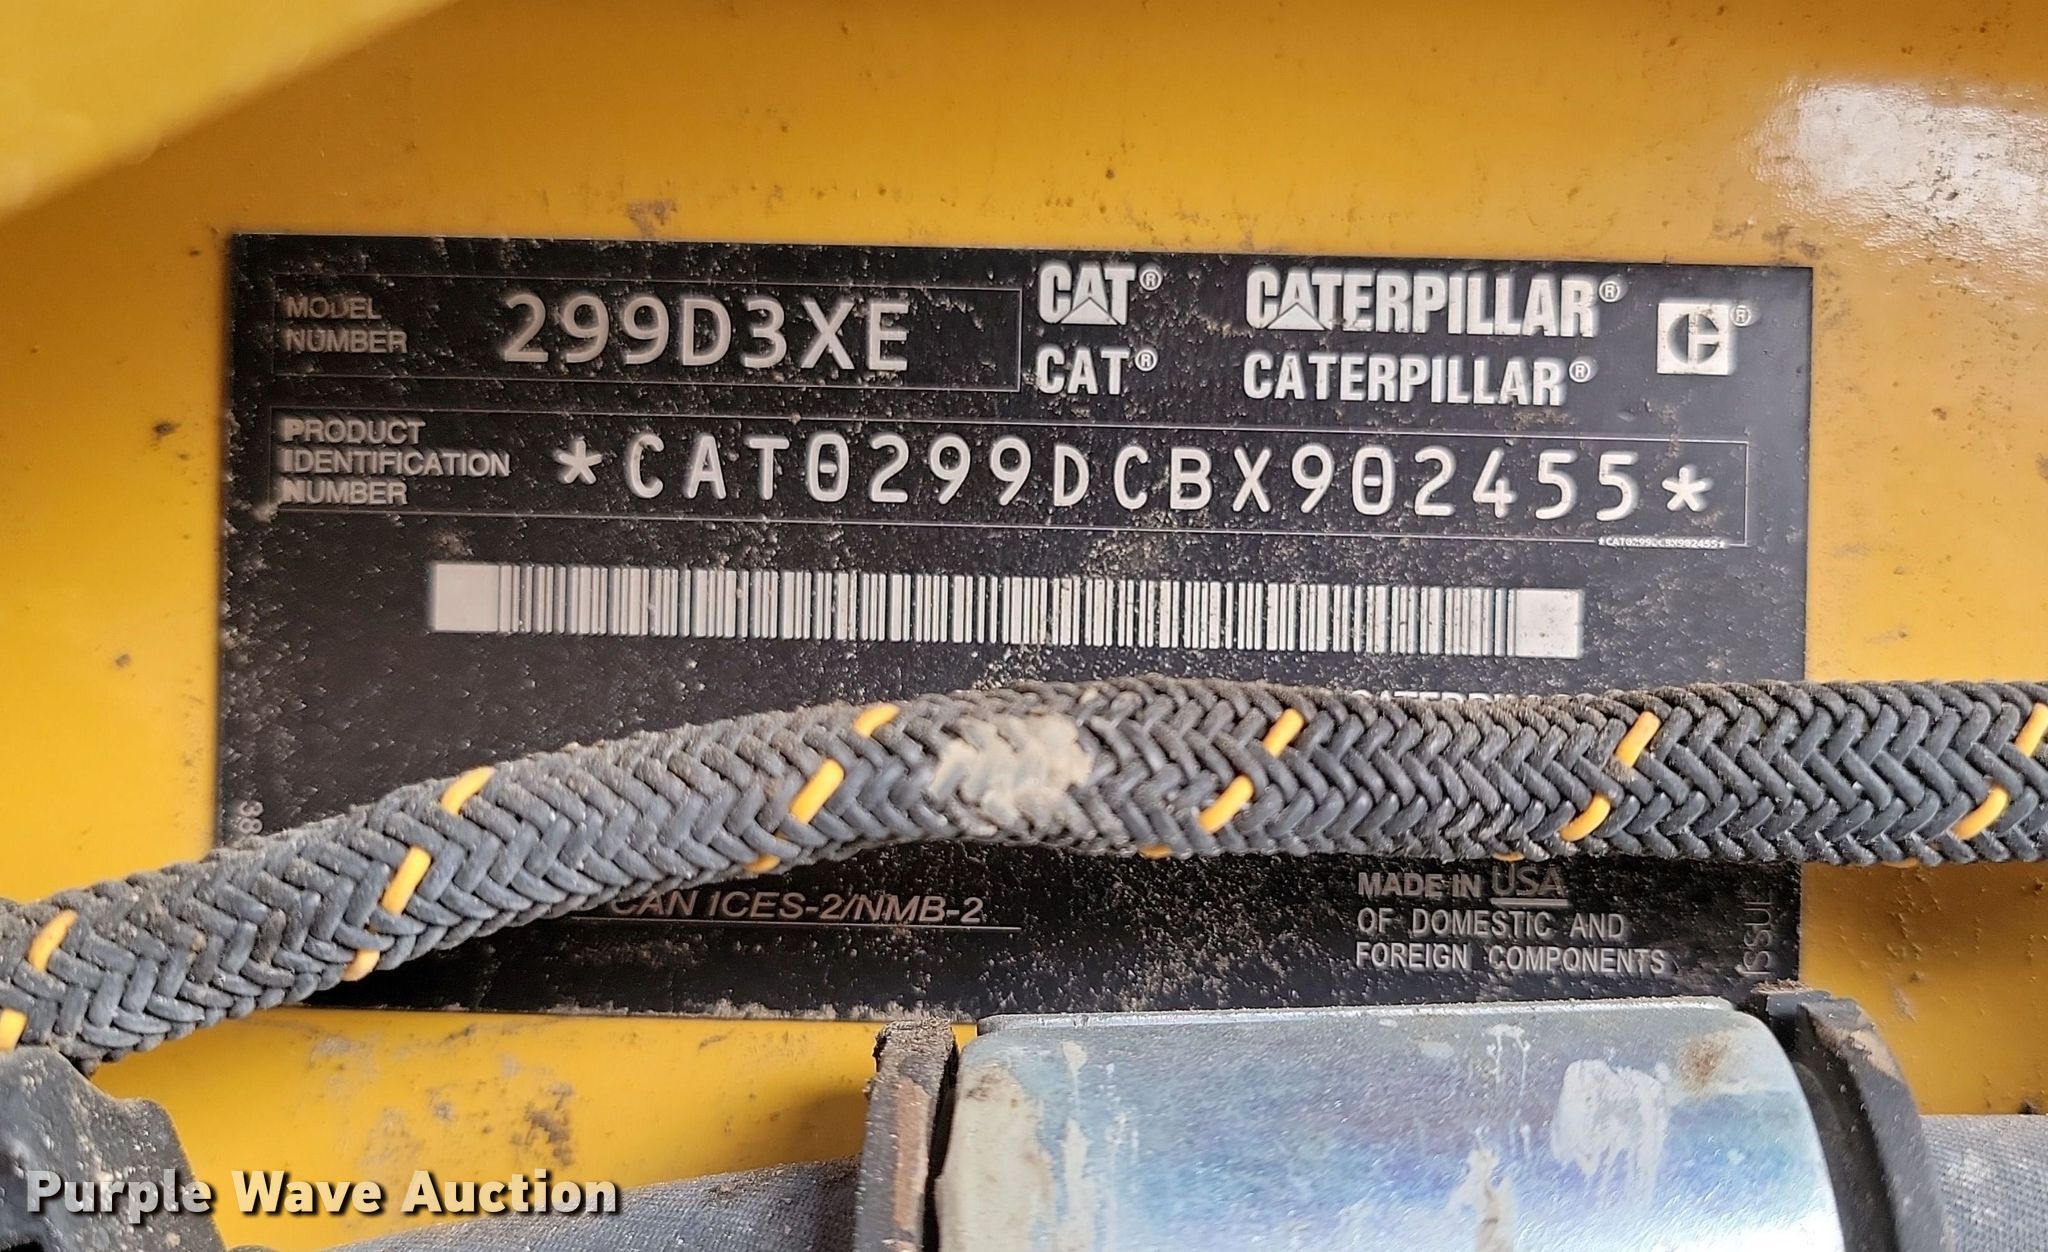 MODEL NUMBER 299D3XE
CAT® CATERPILLAR® ®
CAT® CATERPILLAR®
PRODUCT IDENTIFICATION NUMBER *CAT0299DCBX902455*
*CAT0299DCBX902455*
CAN ICES-2/NMB-2
MADE IN USA
OF DOMESTIC AND
FOREIGN COMPONENTS
Purple Wave Auction